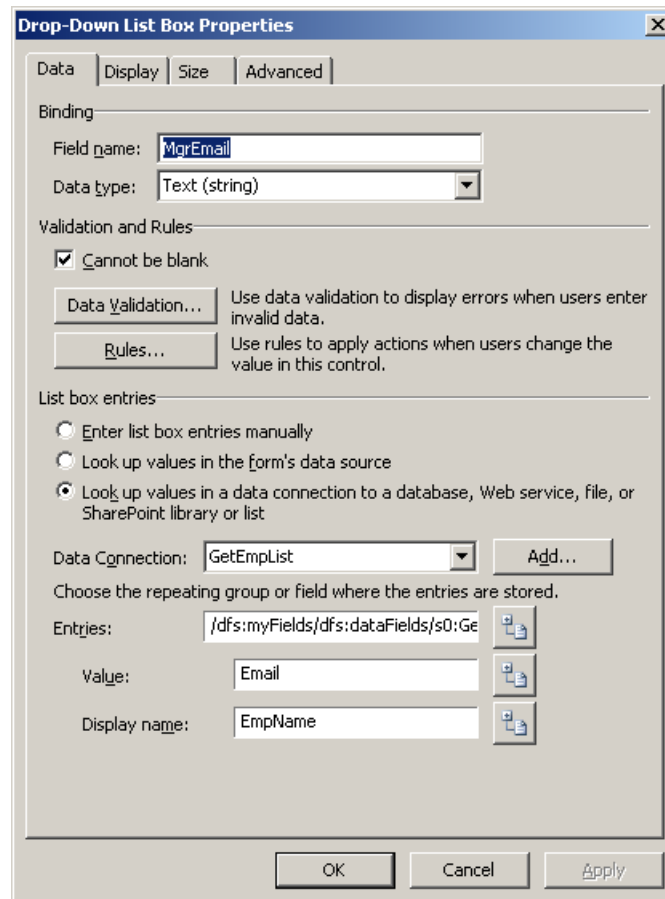 Drop-Down List Box Properties
Data Display Size Advanced
Binding
Field name: MgrEmail
Data type: Text (string)
Validation and Rules
Cannot be blank
Data Validation... Use data validation to display errors when users enter
invalid data.
Rules... Use rules to apply actions when users change the
value in this control.
List box entries
Enter list box entries manually
Look up values in the form's data source
Look up values in a data connection to a database, Web service, file, or
SharePoint library or list
Data Connection: GetEmpList Add...
Choose the repeating group or field where the entries are stored.
Entries: /dfs:myFields/dfs:dataFields/s0:Ge
Value: Email
Display name: EmpName
OK Cancel Apply